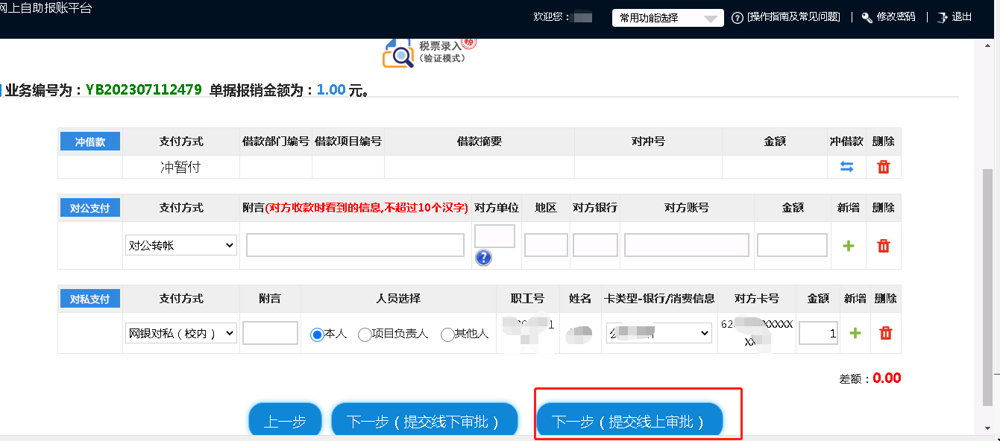 网上自助报账平台
欢迎您： 常用功能选择 [操作指南及常见问题] | 修改密码 | 退出
税票录入
（验证模式）
业务编号为：YB202307112479 单据报销金额为：1.00 元。
冲借款 支付方式 借款部门编号 借款项目编号 借款摘要 对冲号 金额 冲借款 删除
冲暂付
对公支付 支付方式 附言(对方收款时看到的信息,不超过10个汉字) 对方单位 地区 对方银行 对方账号 金额 新增 删除
对公转帐
对私支付 支付方式 附言 人员选择 职工号 姓名 卡类型-银行/消费信息 对方卡号 金额 新增 删除
网银对私（校内） 本人 项目负责人 其他人 1
差额：0.00
上一步 下一步（提交线下审批） 下一步（提交线上审批）